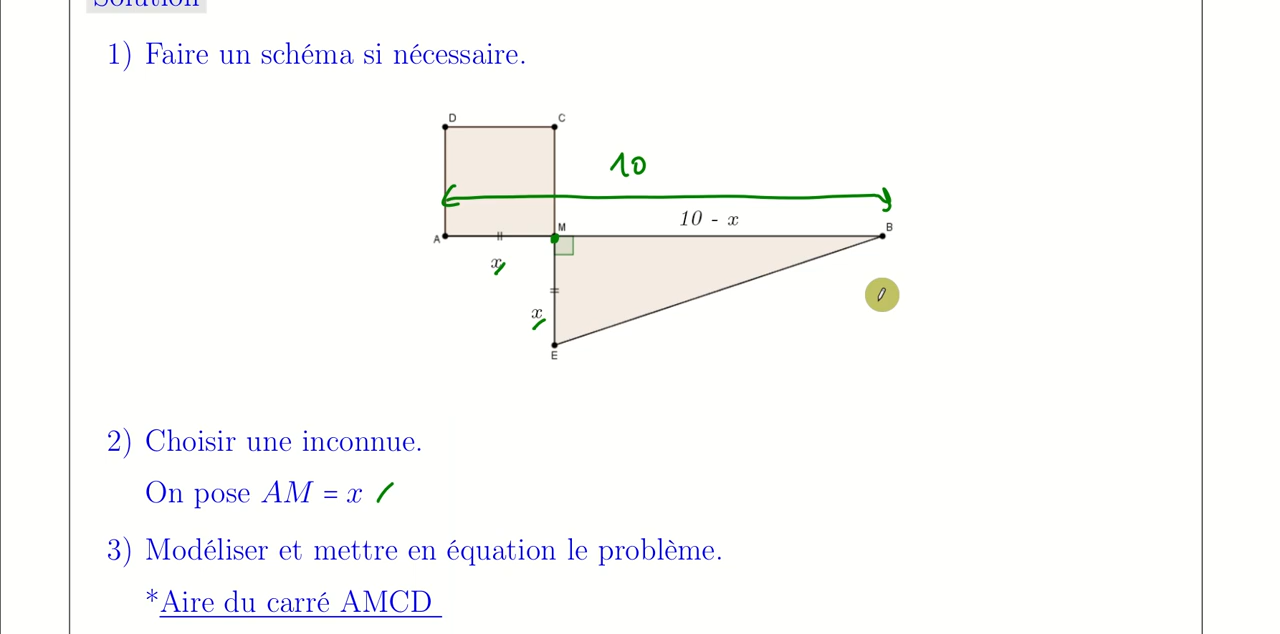 Solution
1) Faire un schéma si nécessaire.
D C
10
10 - x
A M B
x
x
E
2) Choisir une inconnue.
On pose AM = x
3) Modéliser et mettre en équation le problème.
*Aire du carré AMCD